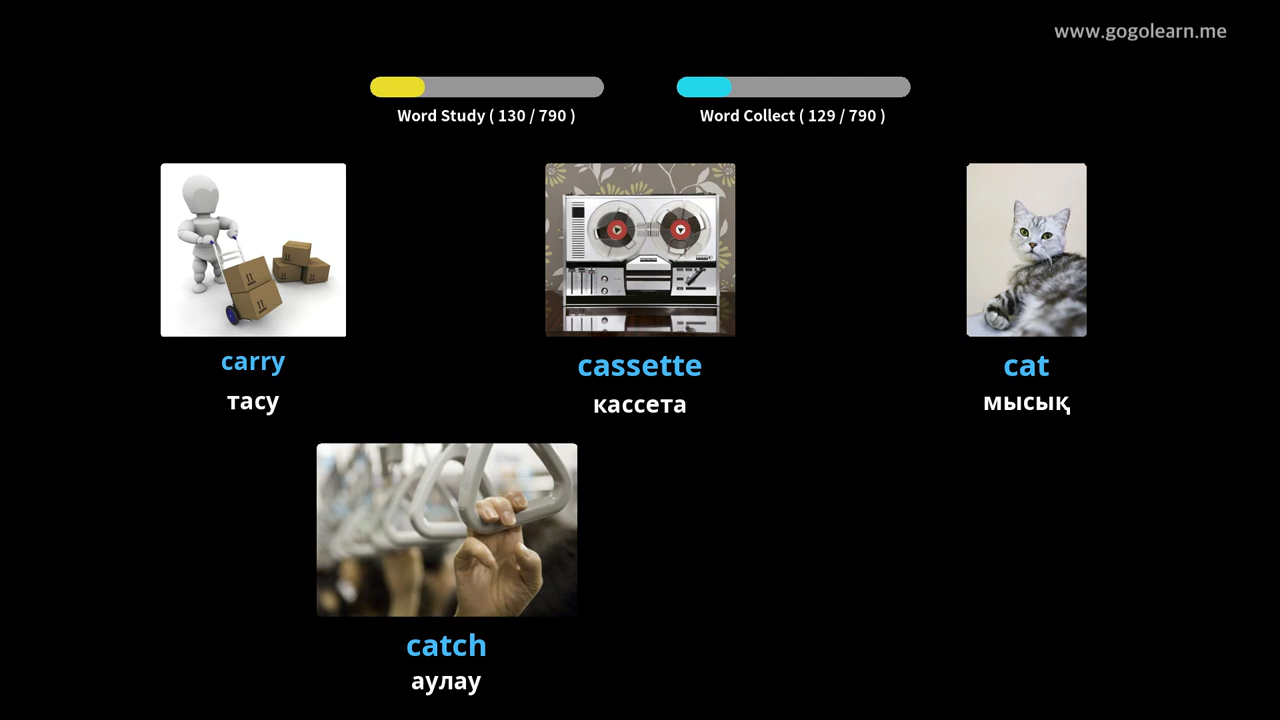 www.gogolearn.me
Word Study ( 130 / 790 )
Word Collect ( 129 / 790 )
carry
тасу
cassette
кассета
cat
мысық
catch
аулау